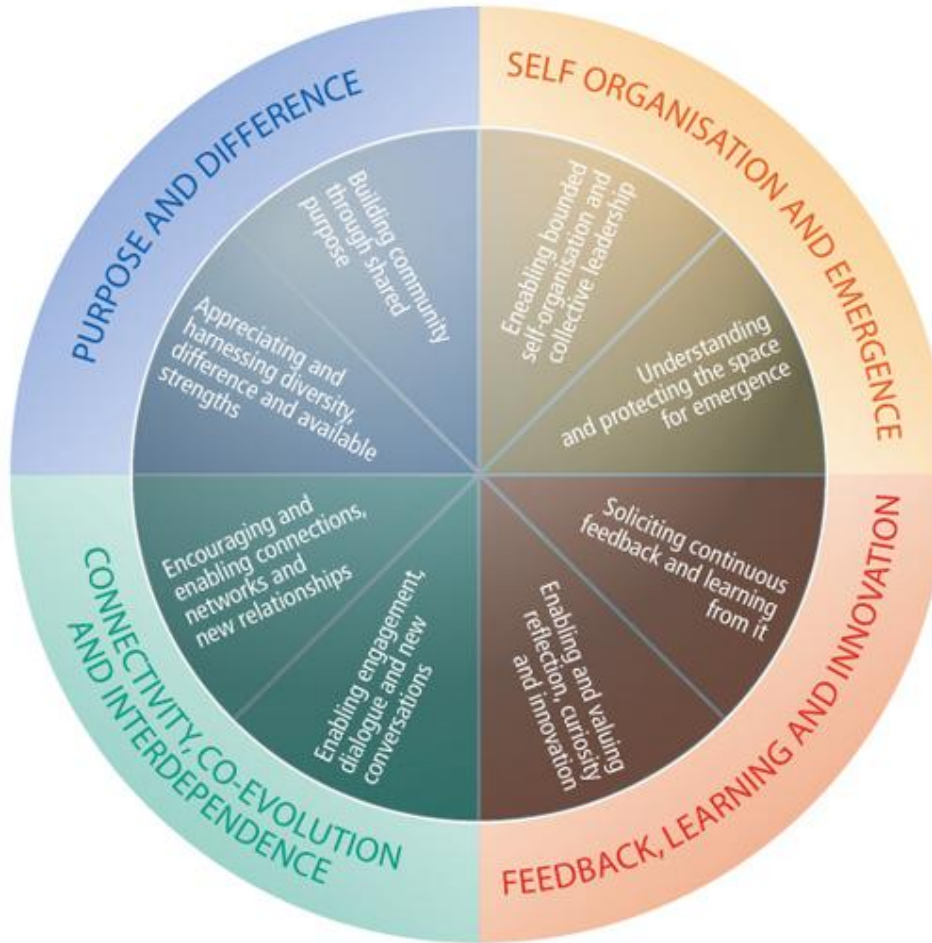 PURPOSE AND DIFFERENCE
Building community
through shared
purpose
Appreciating and
harnessing diversity,
difference and available
strengths
SELF ORGANISATION AND EMERGENCE
Eneabling bounded
self-organisation and
collective leadership
Understanding
and protecting the space
for emergence
FEEDBACK, LEARNING AND INNOVATION
Soliciting continuous
feedback and learning
from it
Enabling and valuing
reflection, curiosity
and innovation
CONNECTIVITY, CO-EVOLUTION
AND INTERDEPENDENCE
Encouraging and
enabling connections,
networks and
new relationships
Enabling engagement,
dialogue and new
conversations